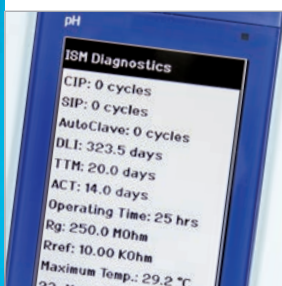 pH
ISM Diagnostics
CIP: 0 cycles
SIP: 0 cycles
AutoClave: 0 cycles
DLI: 323.5 days
TTM: 20.0 days
ACT: 14.0 days
Operating Time: 25 hrs
Rg: 250.0 MOhm
Rref: 10.00 KOhm
Maximum Temp.: 29.2 °C